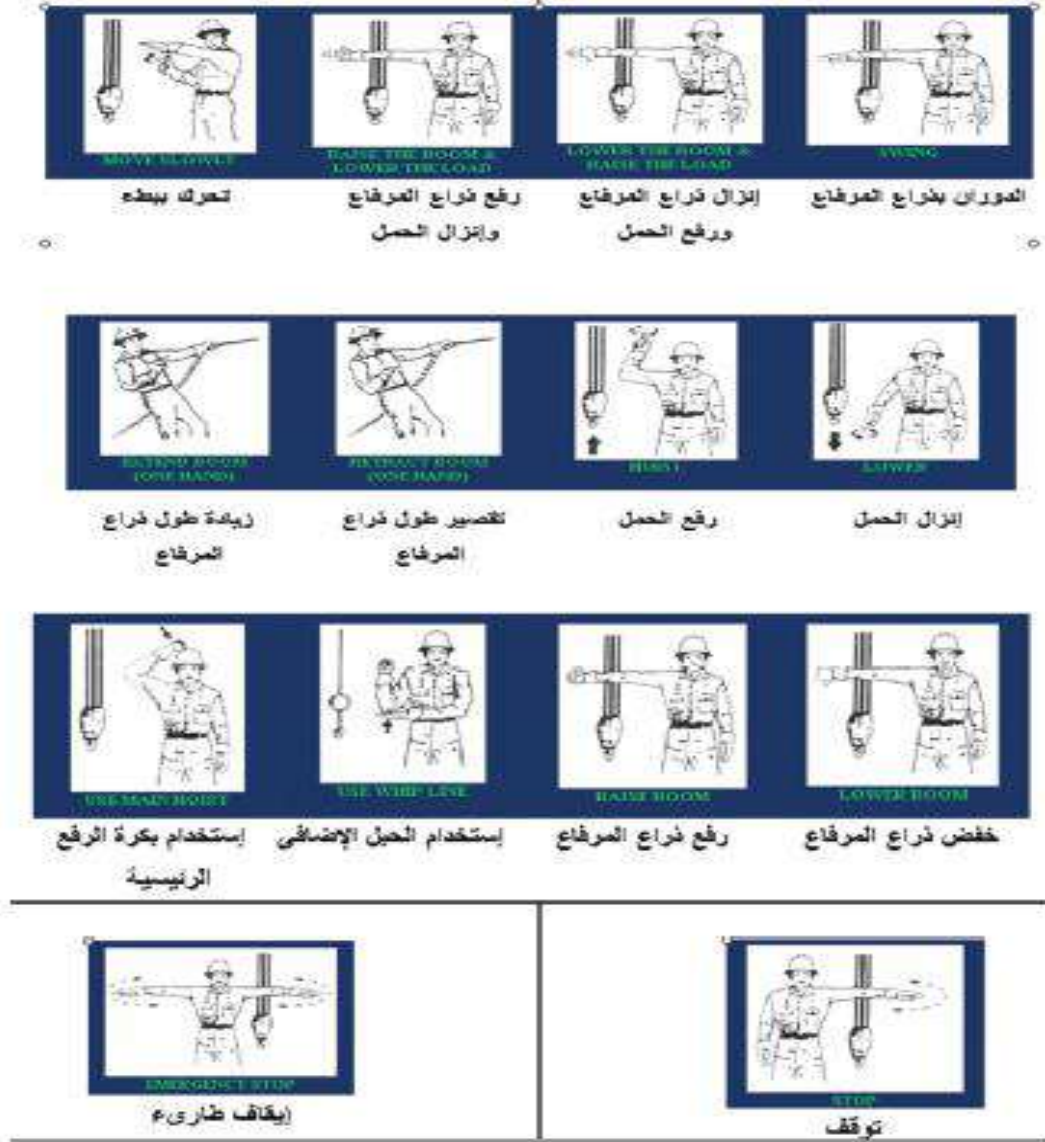 MOVE SLOWLY
RAISE THE BOOM &
LOWER THE LOAD
LOWER THE BOOM &
RAISE THE LOAD
SWING
تحرك ببطء
رفع ذراع المرفاع
وإنزال الحمل
إنزال ذراع المرفاع
ورفع الحمل
الدوران بذراع المرفاع
EXTEND BOOM
(ONE HAND)
RETRACT BOOM
(ONE HAND)
HOIST
LOWER
زيادة طول ذراع
المرفاع
تقصير طول ذراع
المرفاع
رفع الحمل
إنزال الحمل
USE MAIN HOIST
USE WHIP LINE
RAISE BOOM
LOWER BOOM
إستخدام بكرة الرفع
الرئيسية
إستخدام الحبل الإضافى
رفع ذراع المرفاع
خفض ذراع المرفاع
EMERGENCY STOP
إيقاف طارىء
STOP
توقف